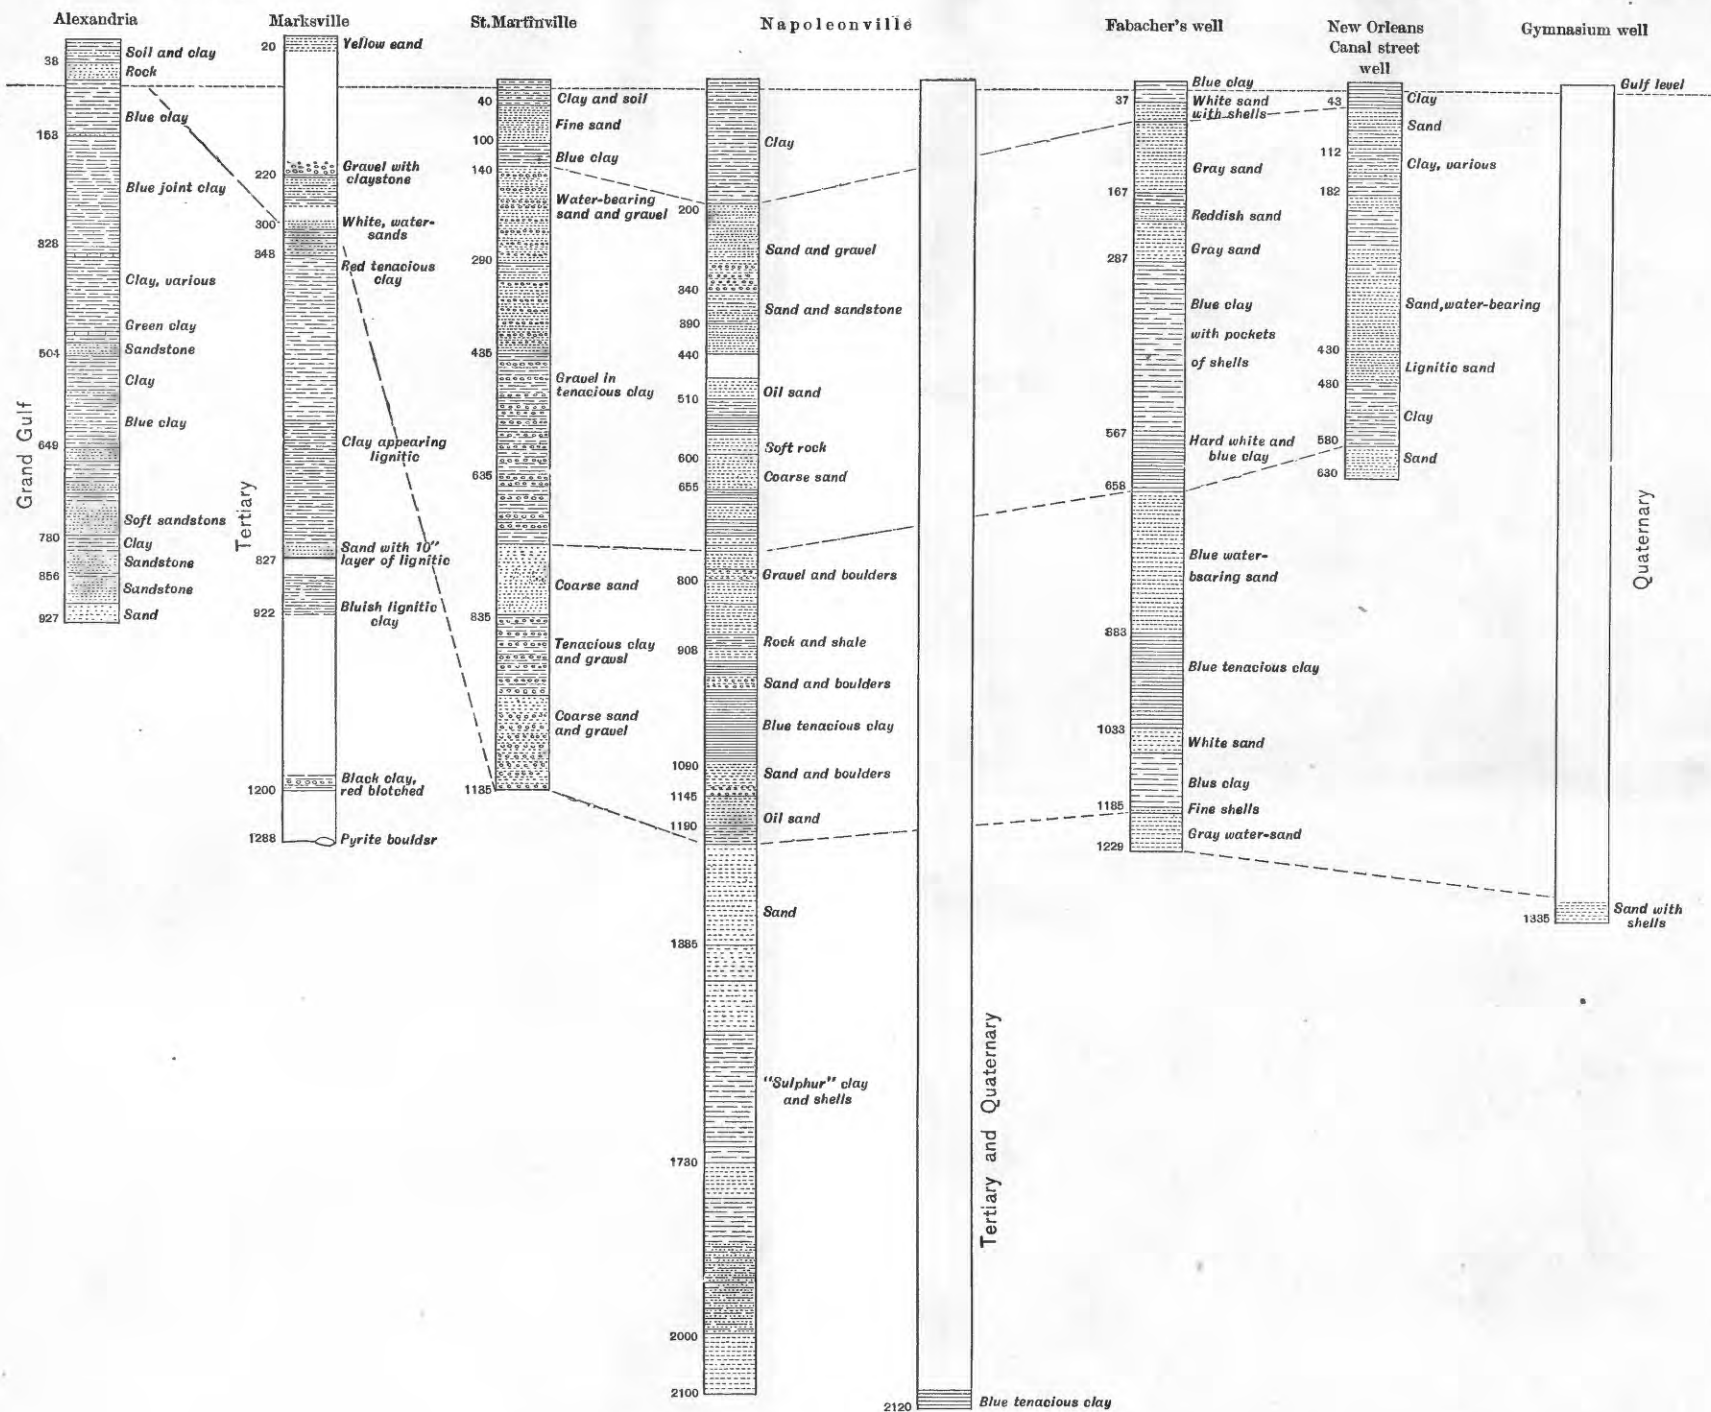 Alexandria
38
168
828
504
649
780
856
927
Soil and clay
Rock
Blue clay
Blue joint clay
Clay, various
Green clay
Sandstone
Clay
Blue clay
Soft sandstons
Clay
Sandstone
Sandstone
Sand
Grand Gulf
Marksville
20
220
300
348
827
922
1200
1288
Yellow sand
Gravel with
claystone
White, water-
sands
Red tenacious
clay
Clay appearing
lignitic
Sand with 10"
layer of lignitic
Bluish lignitic
clay
Black clay,
red blotched
Pyrite bouldsr
Tertiary
St. Martinville
40
100
140
290
435
635
835
1135
Clay and soil
Fine sand
Blue clay
Water-bearing
sand and gravel
Gravel in
tenacious clay
Coarse sand
Tenacious clay
and gravsl
Coarse sand
and gravel
Napoleonville
200
340
390
440
510
600
655
800
908
1090
1145
1190
1385
1730
2000
2100
Clay
Sand and gravel
Sand and sandstone
Oil sand
Soft rock
Coarse sand
Gravel and boulders
Rock and shale
Sand and boulders
Blue tenacious clay
Sand and boulders
Oil sand
Sand
"Sulphur" clay
and shells
2120
Blue tenacious clay
Tertiary and Quaternary
Fabacher's well
37
167
287
567
658
883
1033
1185
1229
Blue clay
White sand
with shells
Gray sand
Reddish sand
Gray sand
Blue clay
with pockets
of shells
Hard white and
blue clay
Blue water-
bsaring sand
Blue tenacious clay
White sand
Blus clay
Fine shells
Gray water-sand
New Orleans
Canal street
well
43
112
182
430
480
580
630
Clay
Sand
Clay, various
Sand, water-bearing
Lignitic sand
Clay
Sand
Gymnasium well
Gulf level
1335
Sand with
shells
Quaternary